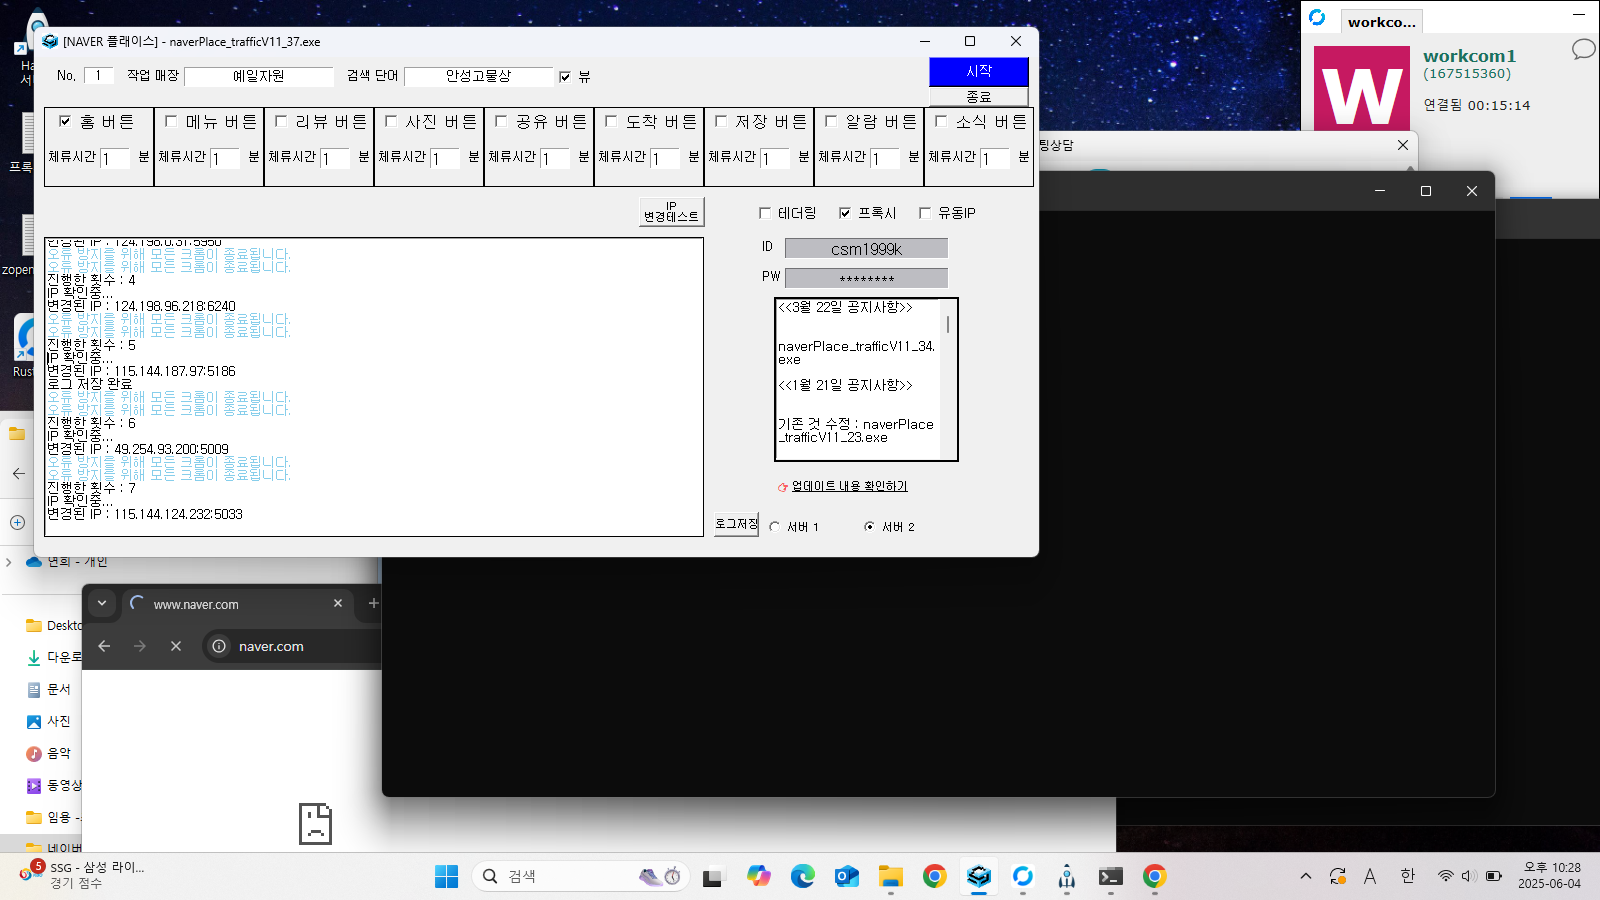 [NAVER 플레이스] - naverPlace_trafficV11_37.exe
No. 1 작업 매장 예일자원 검색 단어 안성고물상 뷰
시작
종료
홈 버튼 메뉴 버튼 리뷰 버튼 사진 버튼 공유 버튼 도착 버튼 저장 버튼 알람 버튼 소식 버튼
체류시간 1 분 체류시간 1 분 체류시간 1 분 체류시간 1 분 체류시간 1 분 체류시간 1 분 체류시간 1 분 체류시간 1 분 체류시간 1 분
IP
변경테스트
테더링 프록시 유동IP
ID csm1999k
PW ********
변경된 IP : 124.198.0.31:5950
오류 방지를 위해 모든 크롬이 종료됩니다.
오류 방지를 위해 모든 크롬이 종료됩니다.
진행한 횟수 : 4
IP 확인중...
변경된 IP : 124.198.96.218:6240
오류 방지를 위해 모든 크롬이 종료됩니다.
오류 방지를 위해 모든 크롬이 종료됩니다.
진행한 횟수 : 5
IP 확인중...
변경된 IP : 115.144.187.97:5186
로그 저장 완료
오류 방지를 위해 모든 크롬이 종료됩니다.
오류 방지를 위해 모든 크롬이 종료됩니다.
진행한 횟수 : 6
IP 확인중...
변경된 IP : 49.254.93.200:5009
오류 방지를 위해 모든 크롬이 종료됩니다.
오류 방지를 위해 모든 크롬이 종료됩니다.
진행한 횟수 : 7
IP 확인중...
변경된 IP : 115.144.124.232:5033
<<3월 22일 공지사항>>
naverPlace_trafficV11_34.
exe
<<1월 21일 공지사항>>
기존 것 수정 : naverPlace
_trafficV11_23.exe
업데이트 내용 확인하기
로그저장 서버 1 서버 2
workco...
W
workcom1
(167515360)
연결됨 00:15:14
팅상담
Ha
서
프록
zopen
Rus
연희 - 개인
Deskto
다운로
문서
사진
음악
동영상
임용 -
네이버
www.naver.com
naver.com
5
SSG - 삼성 라이...
경기 점수
검색
A
한
오후 10:28
2025-06-04